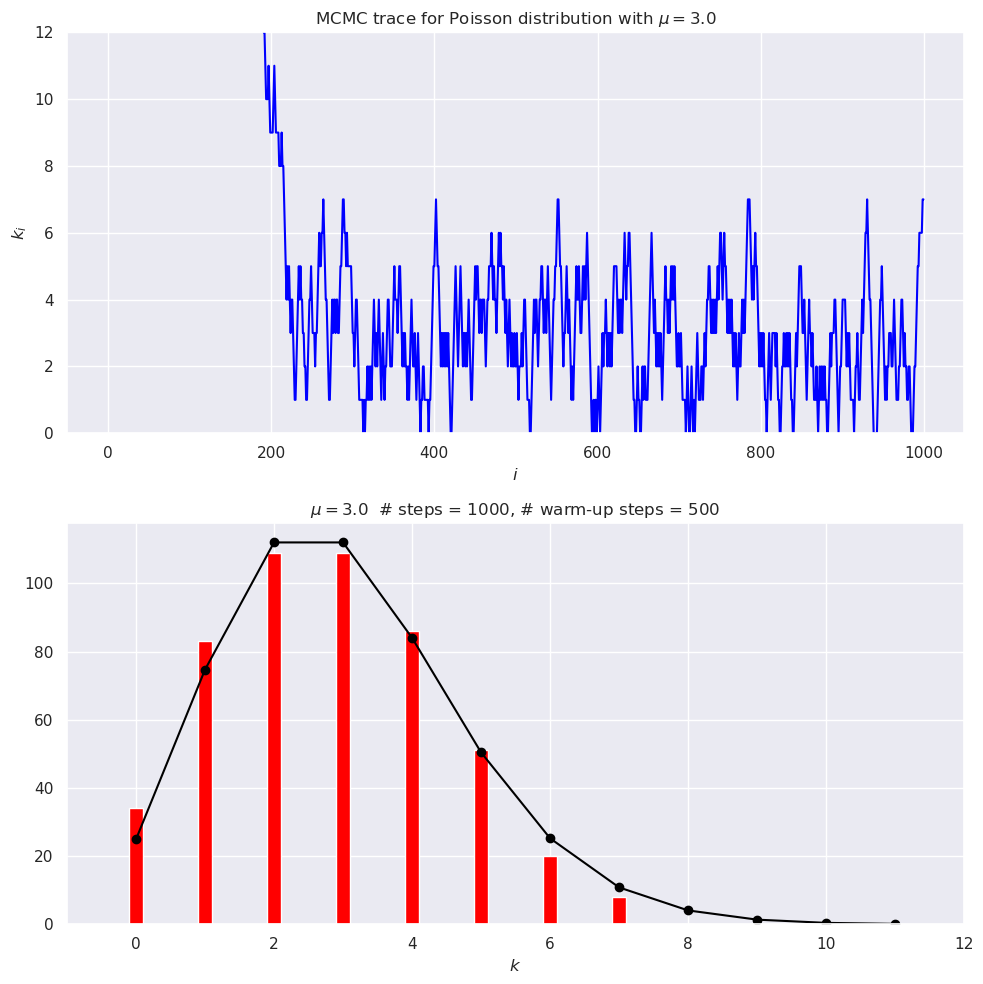 MCMC trace for Poisson distribution with μ = 3.0
12
10
8
6
4
2
0
k_i
0 200 400 600 800 1000
i
μ = 3.0 # steps = 1000, # warm-up steps = 500
100
80
60
40
20
0
0 2 4 6 8 10 12
k